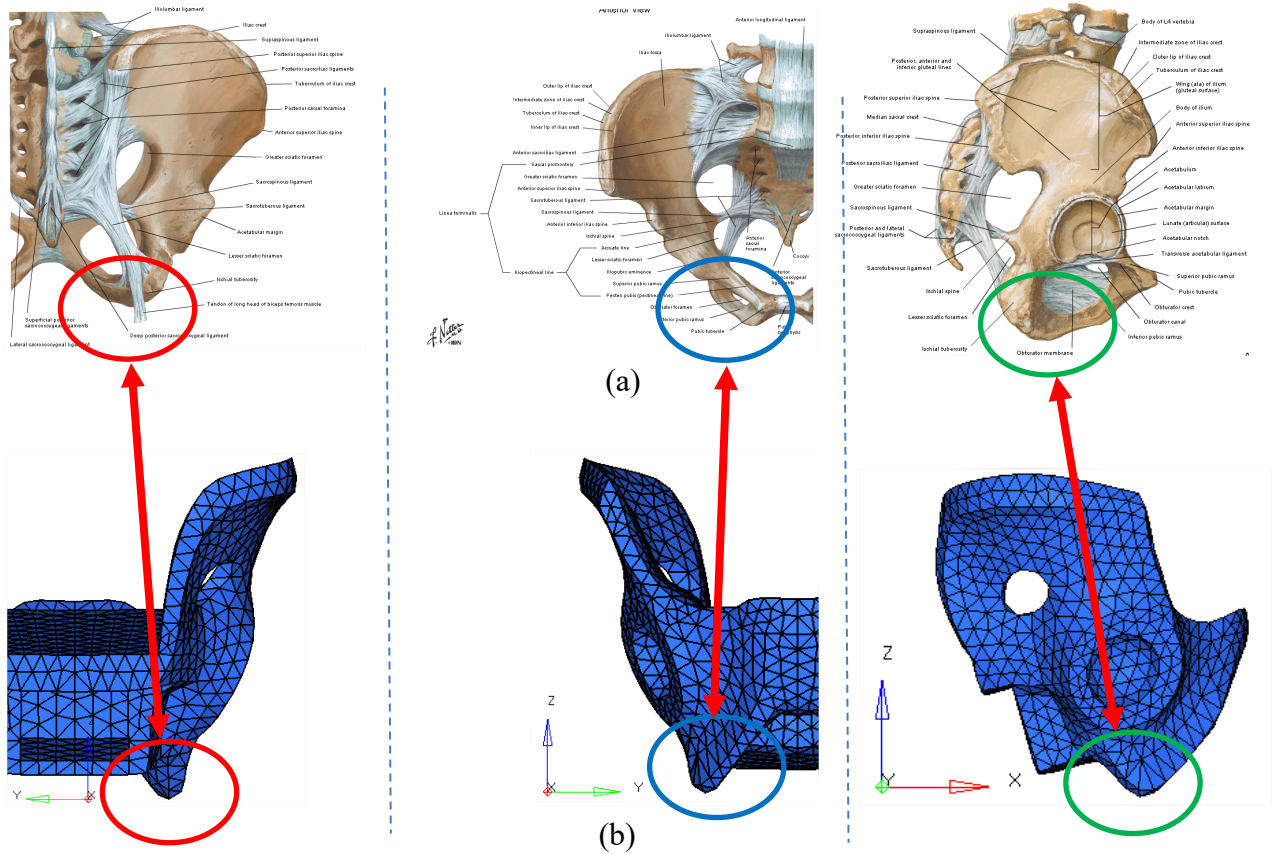 Iliolumbar ligament
Iliac crest
Supraspinous ligament
Posterior superior iliac spine
Posterior sacroiliac ligaments
Tuberculum of iliac crest
Posterior sacral foramina
Anterior superior iliac spine
Greater sciatic foramen
Sacrospinous ligament
Sacrotuberous ligament
Acetabular margin
Lesser sciatic foramen
Ischial tuberosity
Tendon of long head of biceps femoris muscle
Superficial posterior
sacrococcygeal ligaments
Deep posterior sacrococcygeal ligament
Lateral sacrococcygeal ligament
Anterior view
Anterior longitudinal ligament
Iliolumbar ligament
Iliac fossa
Outer lip of iliac crest
Intermediate zone of iliac crest
Tuberculum of iliac crest
Inner lip of iliac crest
Anterior sacroiliac ligament
Sacral promontory
Greater sciatic foramen
Anterior superior iliac spine
Sacrotuberous ligament
Linea terminalis
Sacrospinous ligament
Anterior inferior iliac spine
Ischial spine
Arcuate line
Lesser sciatic foramen
Iliopectineal line
Iliopubic eminence
Superior pubic ramus
Pecten pubis (pectineal line)
Obturator foramen
Inferior pubic ramus
Pubic tubercle
Anterior
sacral
foramina
Coccyx
Anterior
sacrococcygeal
ligaments
F. Netter
Supraspinous ligament
Posterior, anterior and
inferior gluteal lines
Posterior superior iliac spine
Median sacral crest
Posterior inferior iliac spine
Posterior sacroiliac ligament
Greater sciatic foramen
Sacrospinous ligament
Posterior and lateral
sacrococcygeal ligaments
Sacrotuberous ligament
Ischial spine
Lesser sciatic foramen
Ischial tuberosity
Obturator membrane
Body of L4 vertebra
Intermediate zone of iliac crest
Outer lip of iliac crest
Tuberculum of iliac crest
Wing (ala) of ilium
(gluteal surface)
Body of ilium
Anterior superior iliac spine
Anterior inferior iliac spine
Acetabulum
Acetabular labrum
Acetabular margin
Lunate (articular) surface
Acetabular notch
Transverse acetabular ligament
Superior pubic ramus
Pubic tubercle
Obturator crest
Obturator canal
Inferior pubic ramus
(a)
Y
X
Z
X
Y
Z
Y
X
(b)